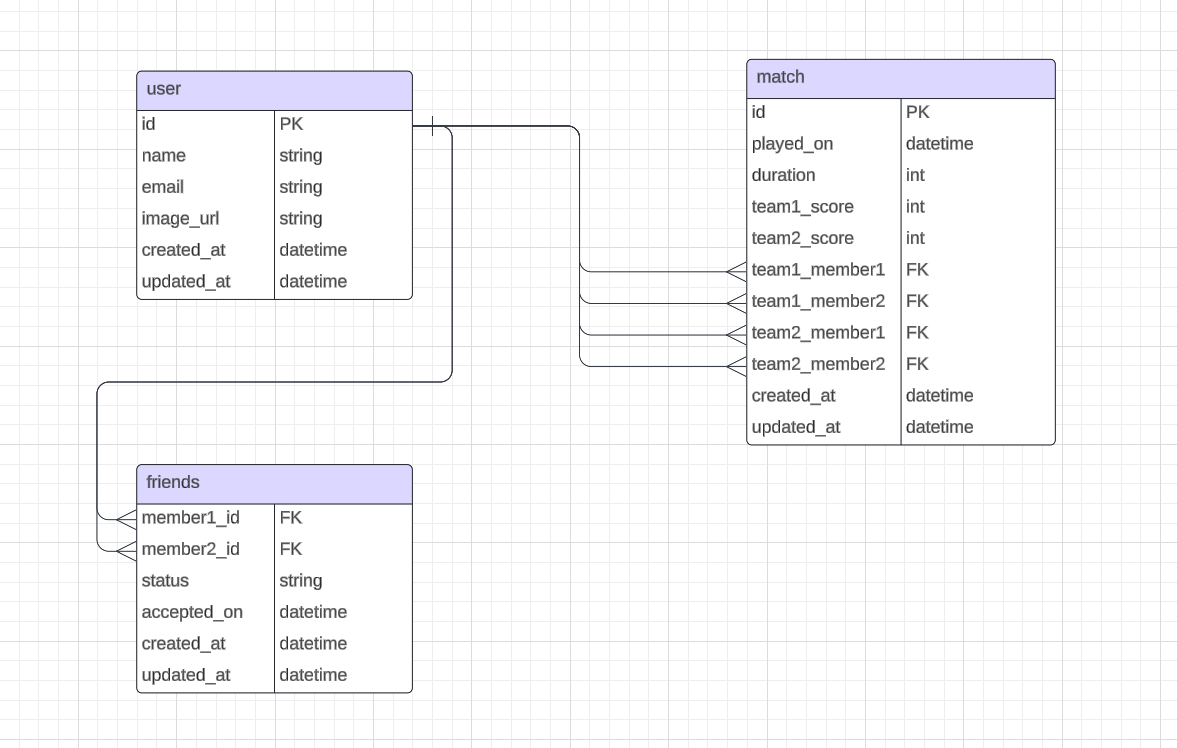 user
id PK
name string
email string
image_url string
created_at datetime
updated_at datetime
match
id PK
played_on datetime
duration int
team1_score int
team2_score int
team1_member1 FK
team1_member2 FK
team2_member1 FK
team2_member2 FK
created_at datetime
updated_at datetime
friends
member1_id FK
member2_id FK
status string
accepted_on datetime
created_at datetime
updated_at datetime